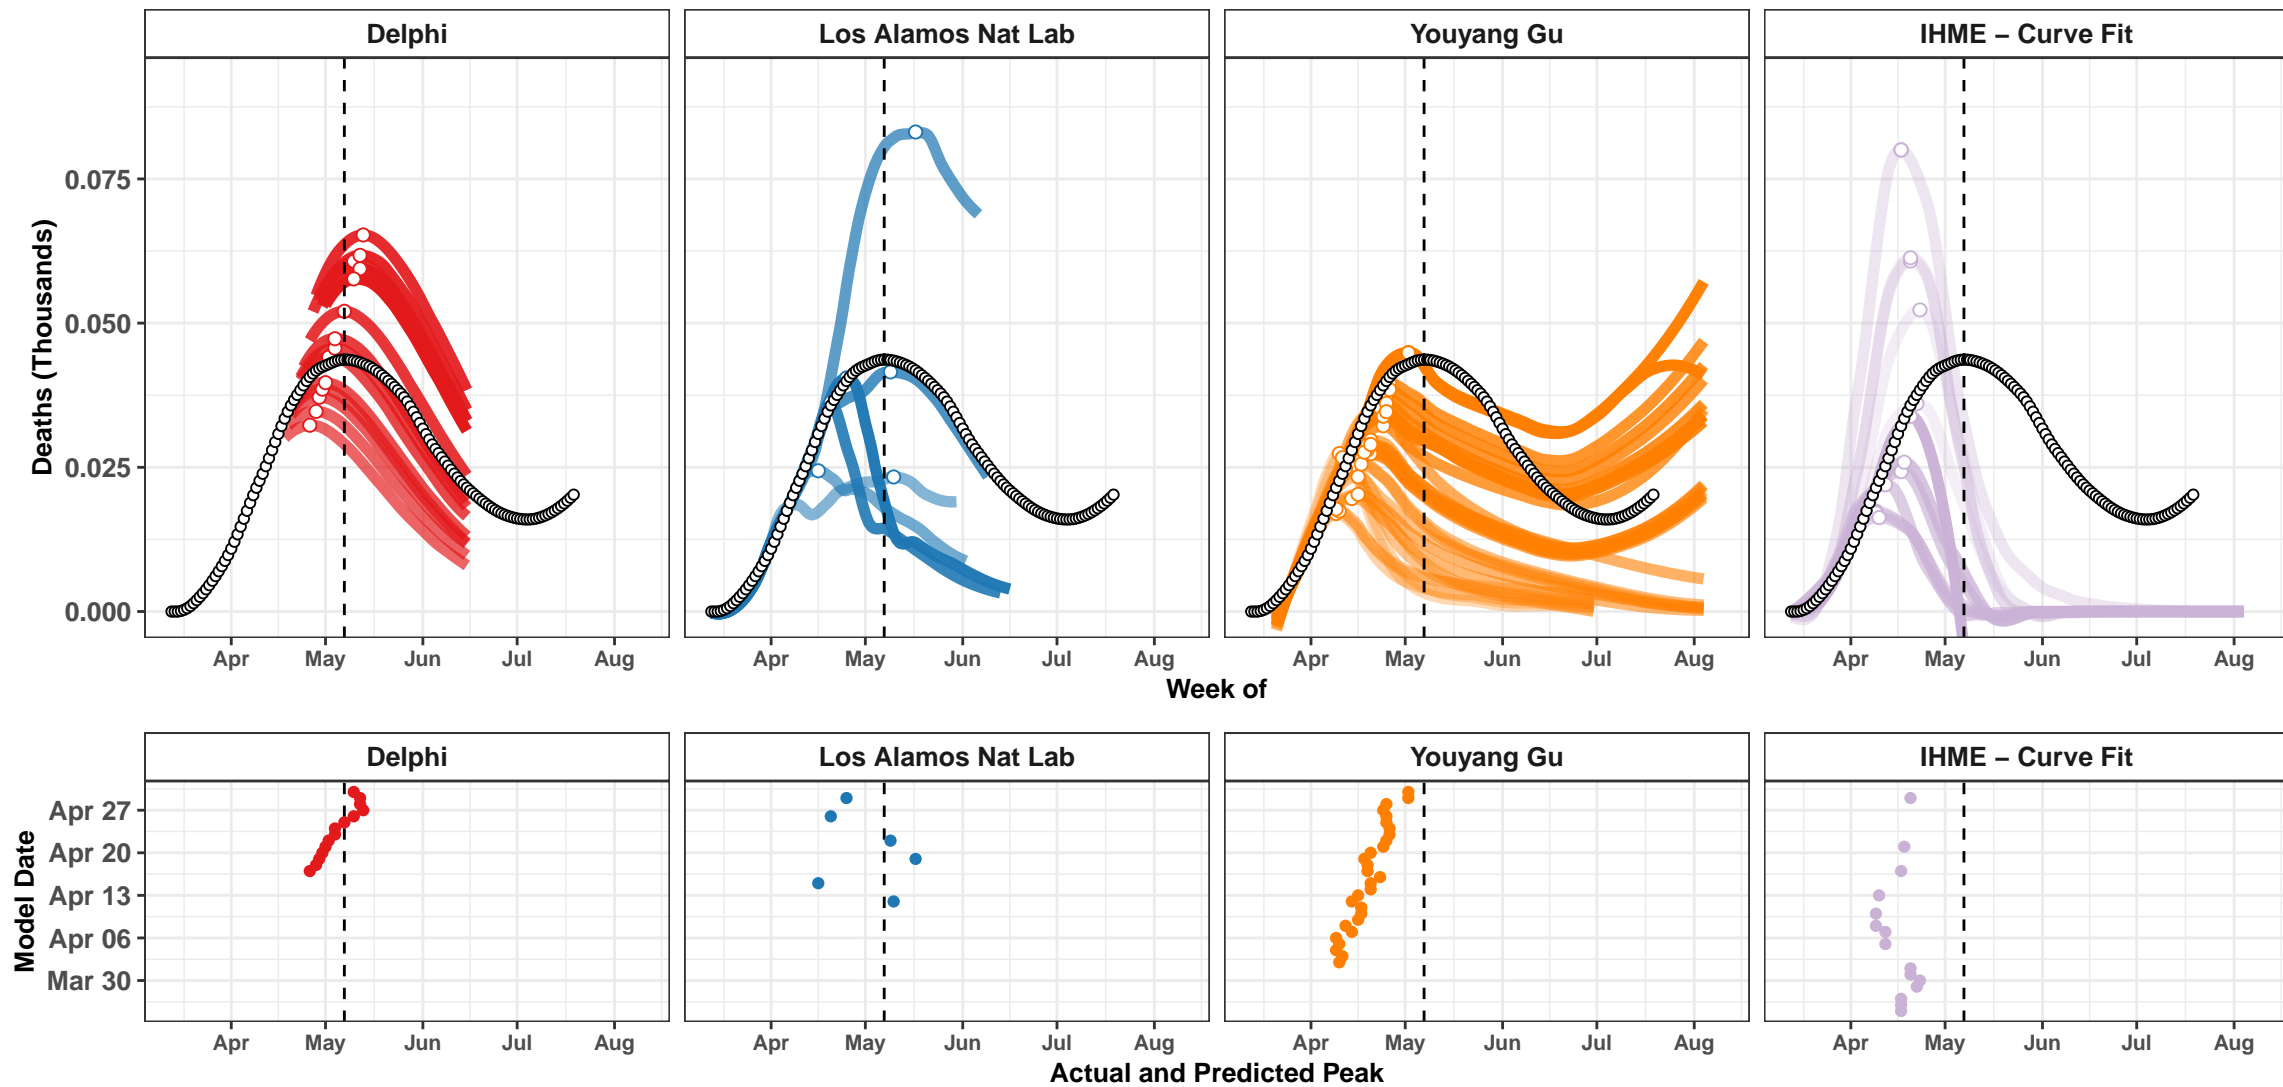 Delphi
Los Alamos Nat Lab
Youyang Gu
IHME – Curve Fit
Deaths (Thousands)
0.075
0.050
0.025
0.000
Apr May Jun Jul Aug
Apr May Jun Jul Aug
Apr May Jun Jul Aug
Apr May Jun Jul Aug
Week of
Delphi
Los Alamos Nat Lab
Youyang Gu
IHME – Curve Fit
Model Date
Apr 27
Apr 20
Apr 13
Apr 06
Mar 30
Apr May Jun Jul Aug
Apr May Jun Jul Aug
Apr May Jun Jul Aug
Apr May Jun Jul Aug
Actual and Predicted Peak